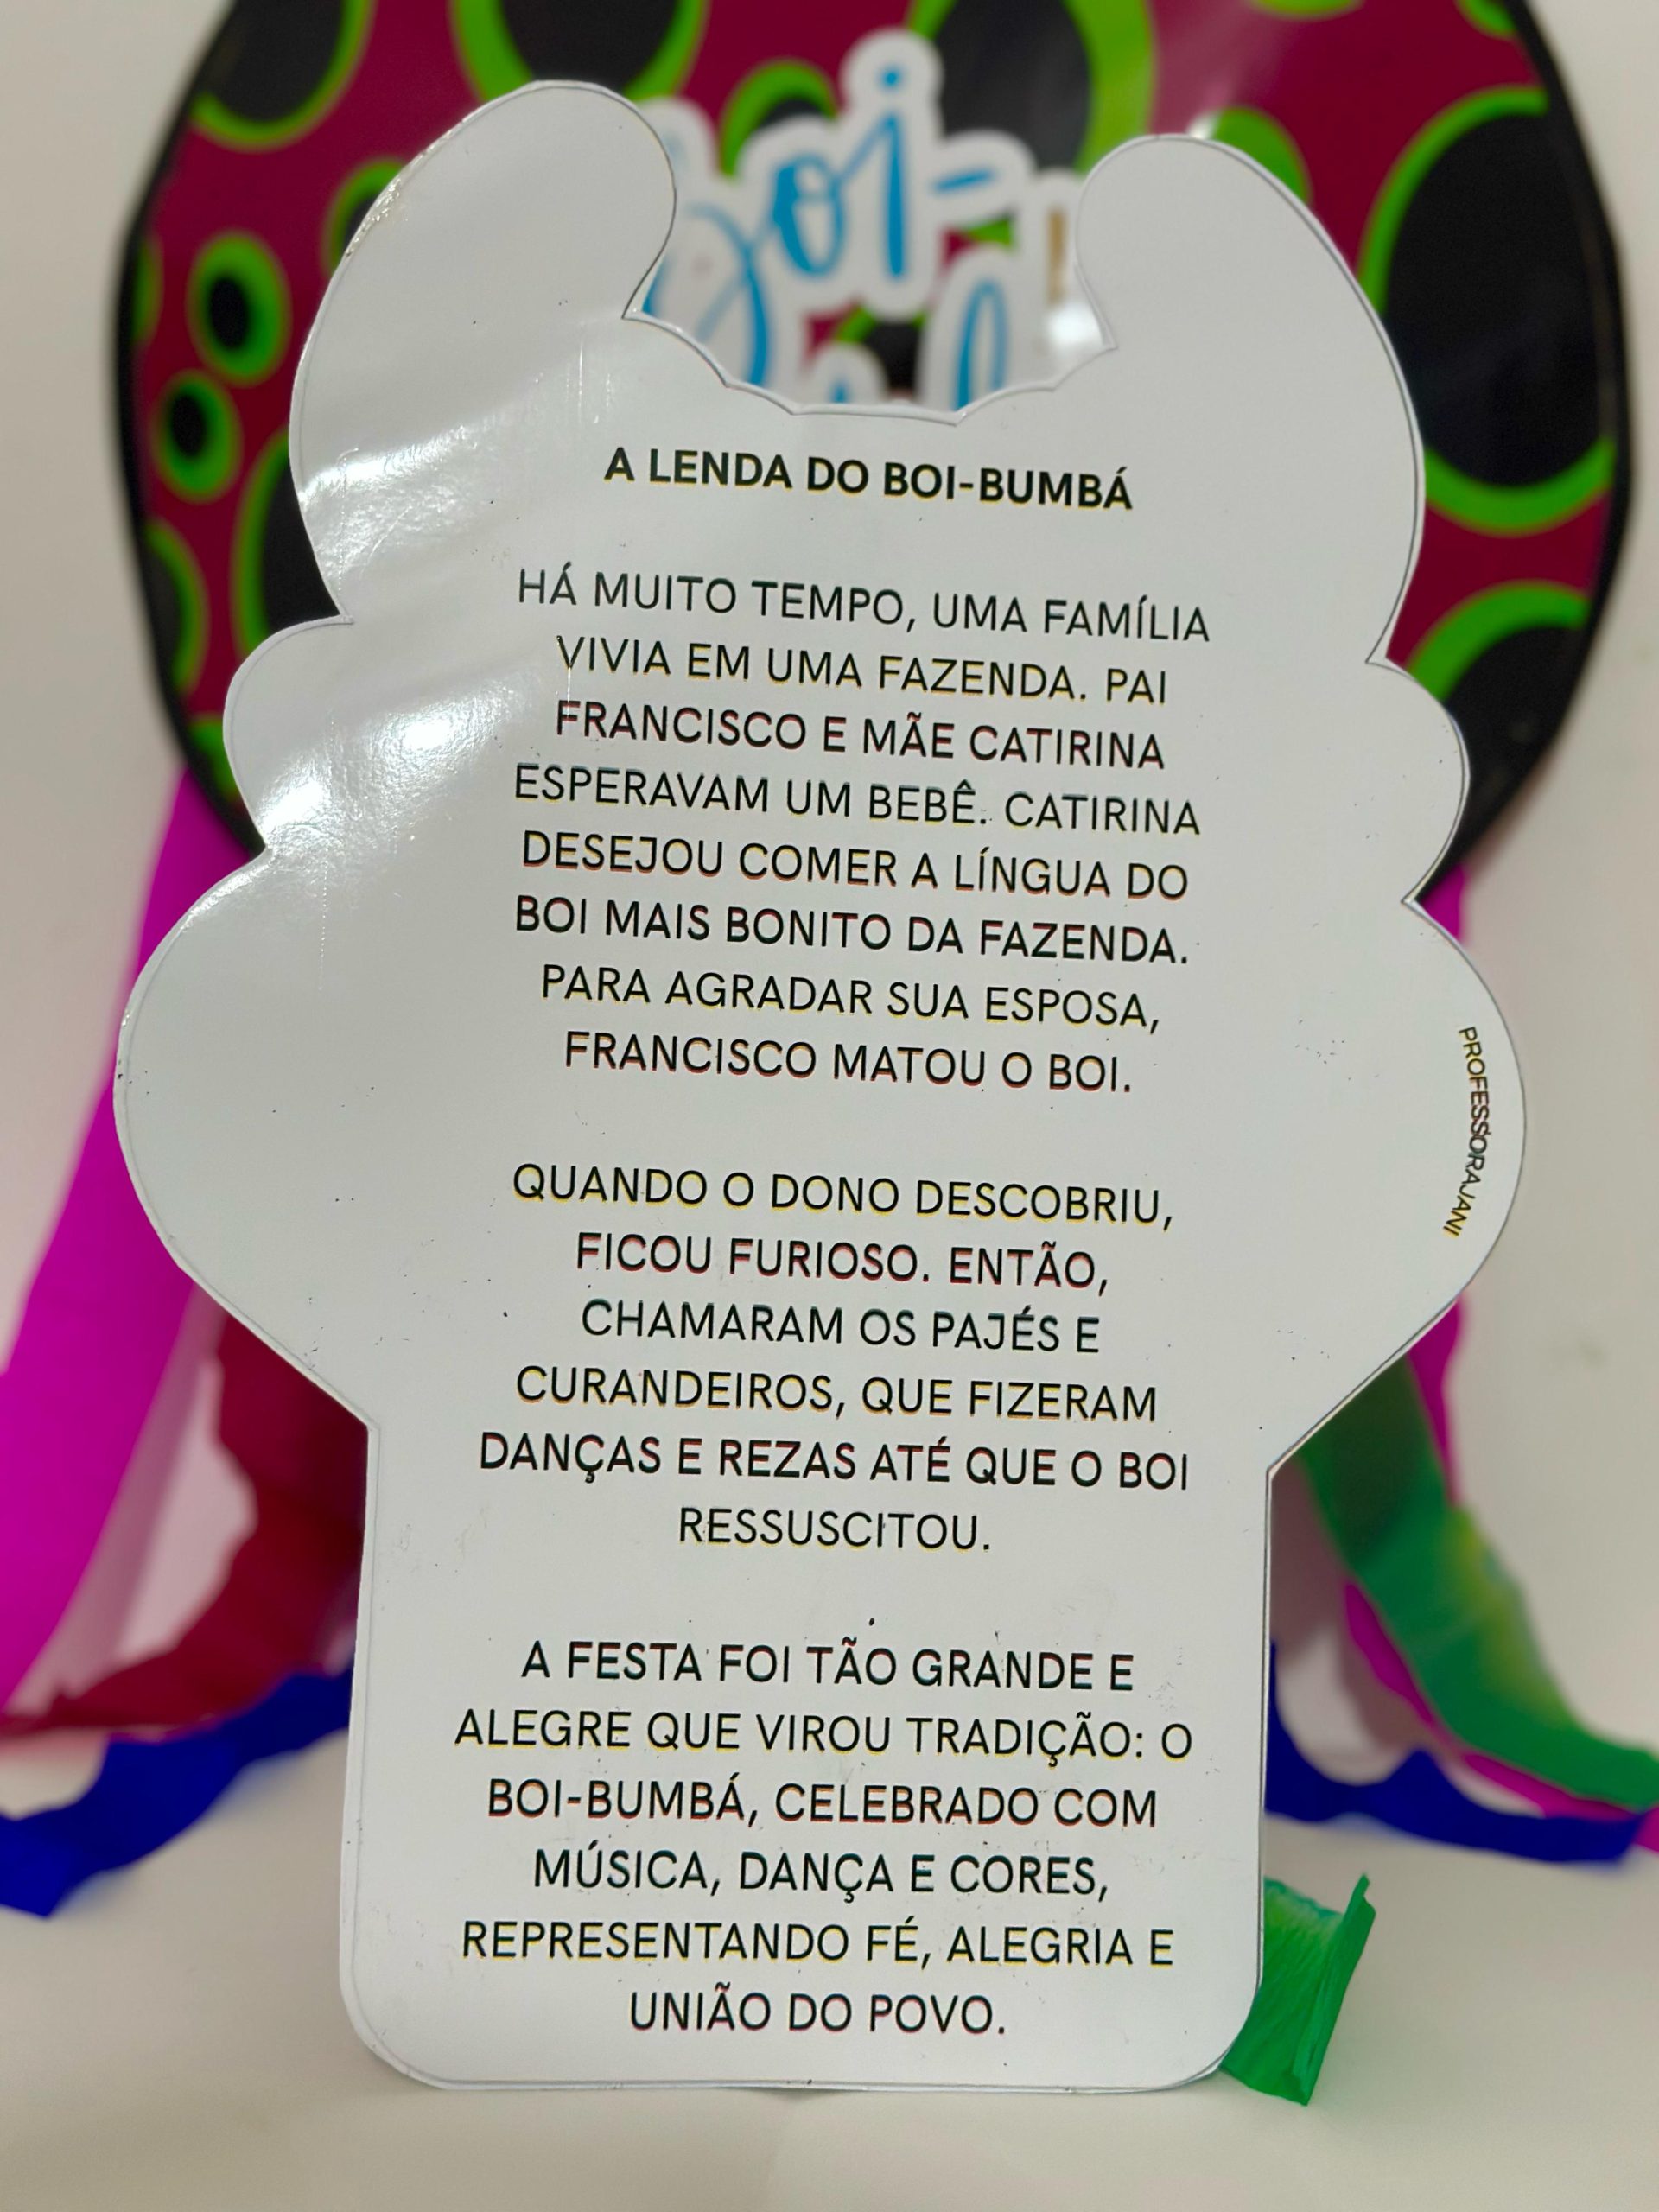 Boi-
A LENDA DO BOI-BUMBÁ
HÁ MUITO TEMPO, UMA FAMÍLIA
VIVIA EM UMA FAZENDA. PAI
FRANCISCO E MÃE CATIRINA
ESPERAVAM UM BEBÊ. CATIRINA
DESEJOU COMER A LÍNGUA DO
BOI MAIS BONITO DA FAZENDA.
PARA AGRADAR SUA ESPOSA,
FRANCISCO MATOU O BOI.
QUANDO O DONO DESCOBRIU,
FICOU FURIOSO. ENTÃO,
CHAMARAM OS PAJÉS E
CURANDEIROS, QUE FIZERAM
DANÇAS E REZAS ATÉ QUE O BOI
RESSUSCITOU.
A FESTA FOI TÃO GRANDE E
ALEGRE QUE VIROU TRADIÇÃO: O
BOI-BUMBÁ, CELEBRADO COM
MÚSICA, DANÇA E CORES,
REPRESENTANDO FÉ, ALEGRIA E
UNIÃO DO POVO.
PROFESSORAJANI